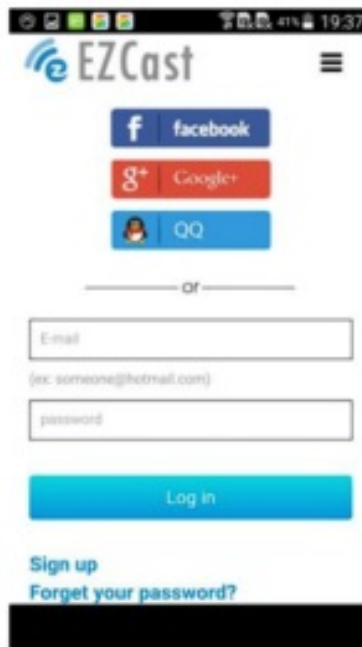 41% 19:37
EZCast
f facebook
g+ Google+
QQ
or
E-mail
(ex: someone@hotmail.com)
password
Log in
Sign up
Forget your password?